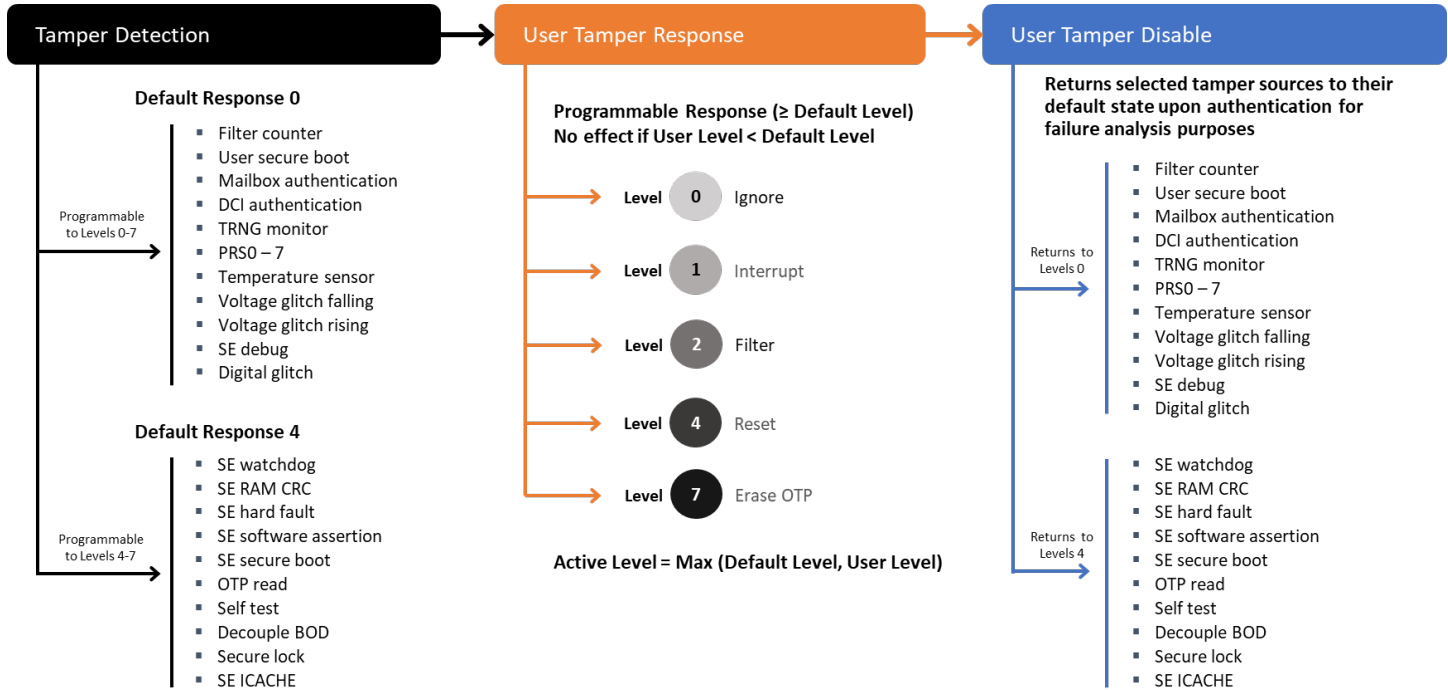 Tamper Detection
User Tamper Response
User Tamper Disable
Default Response 0
Programmable
to Levels 0-7
Filter counter
User secure boot
Mailbox authentication
DCI authentication
TRNG monitor
PRS0 – 7
Temperature sensor
Voltage glitch falling
Voltage glitch rising
SE debug
Digital glitch
Default Response 4
Programmable
to Levels 4-7
SE watchdog
SE RAM CRC
SE hard fault
SE software assertion
SE secure boot
OTP read
Self test
Decouple BOD
Secure lock
SE ICACHE
Programmable Response (≥ Default Level)
No effect if User Level < Default Level
Level 0 Ignore
Level 1 Interrupt
Level 2 Filter
Level 4 Reset
Level 7 Erase OTP
Active Level = Max (Default Level, User Level)
Returns selected tamper sources to their
default state upon authentication for
failure analysis purposes
Returns to
Levels 0
Filter counter
User secure boot
Mailbox authentication
DCI authentication
TRNG monitor
PRS0 – 7
Temperature sensor
Voltage glitch falling
Voltage glitch rising
SE debug
Digital glitch
Returns to
Levels 4
SE watchdog
SE RAM CRC
SE hard fault
SE software assertion
SE secure boot
OTP read
Self test
Decouple BOD
Secure lock
SE ICACHE